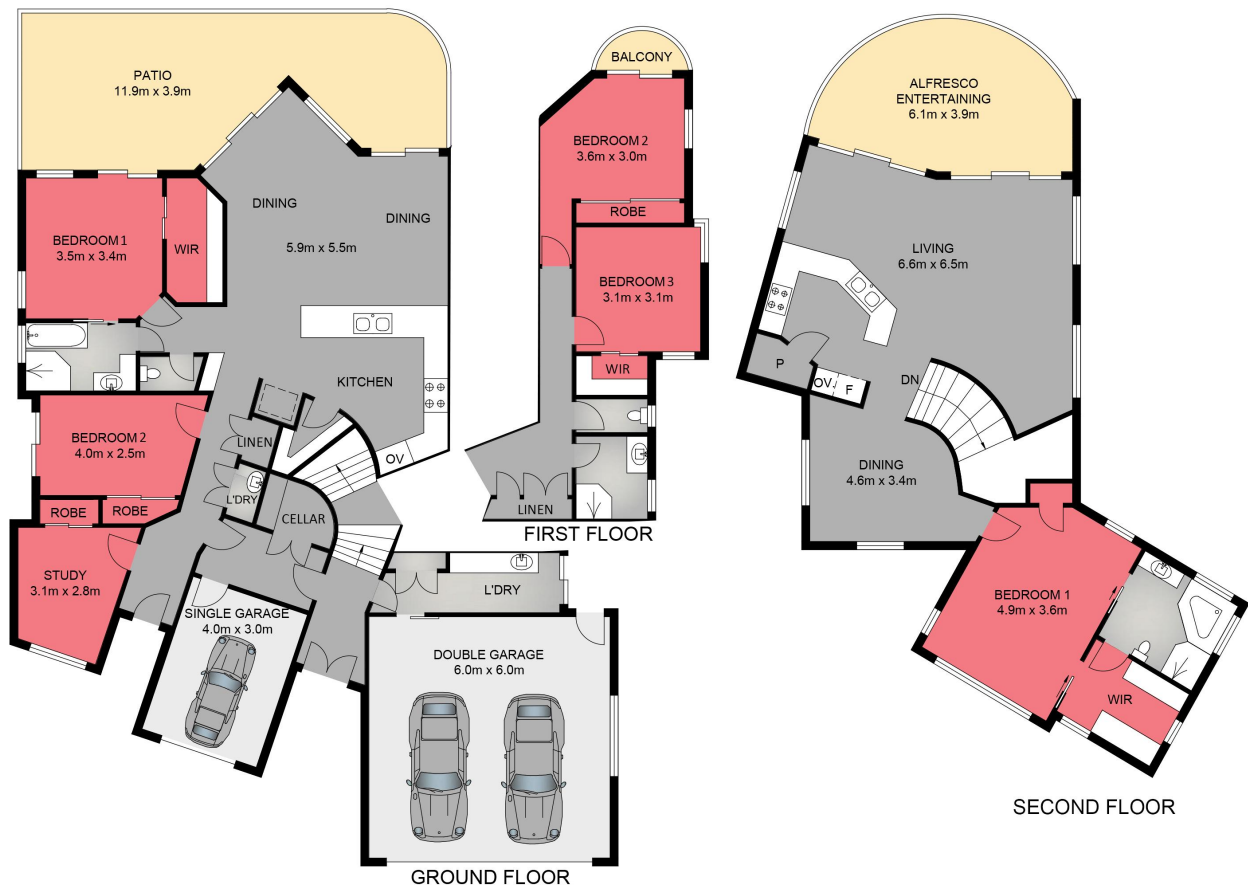 PATIO
11.9m x 3.9m
DINING
DINING
5.9m x 5.5m
BEDROOM 1
3.5m x 3.4m
WIR
KITCHEN
OV
BEDROOM 2
4.0m x 2.5m
LINEN
L'DRY
CELLAR
ROBE
ROBE
STUDY
3.1m x 2.8m
SINGLE GARAGE
4.0m x 3.0m
L'DRY
DOUBLE GARAGE
6.0m x 6.0m
GROUND FLOOR
BALCONY
BEDROOM 2
3.6m x 3.0m
ROBE
BEDROOM 3
3.1m x 3.1m
WIR
LINEN
FIRST FLOOR
ALFRESCO
ENTERTAINING
6.1m x 3.9m
LIVING
6.6m x 6.5m
P
OV
F
DN
DINING
4.6m x 3.4m
BEDROOM 1
4.9m x 3.6m
WIR
SECOND FLOOR